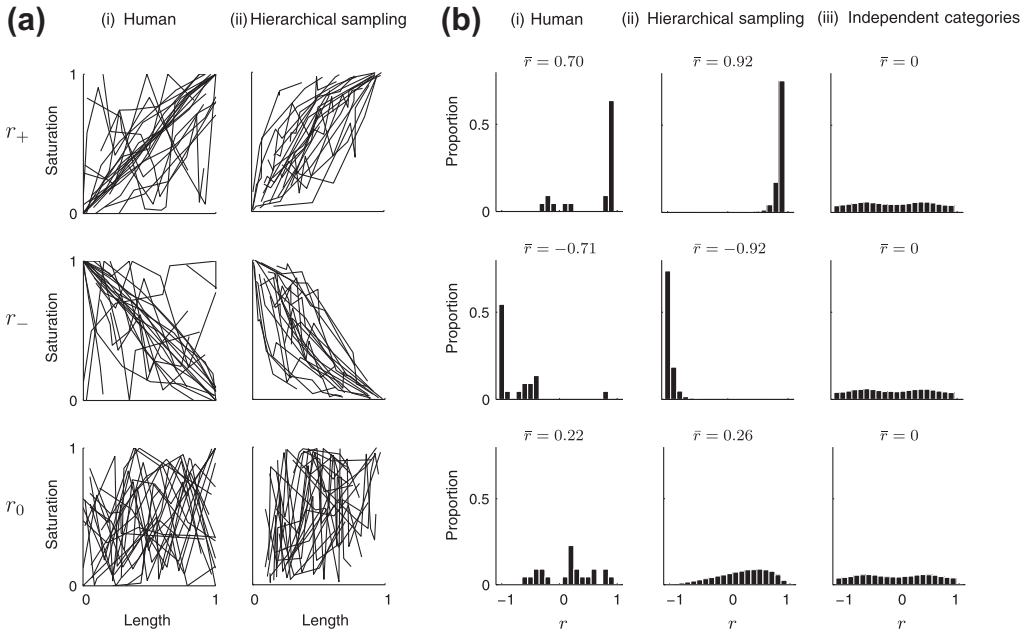 (a) (i) Human (ii) Hierarchical sampling
(b) (i) Human (ii) Hierarchical sampling (iii) Independent categories
r+
Saturation
1
0
r̄ = 0.70
r̄ = 0.92
r̄ = 0
Proportion
0.5
0
r−
Saturation
1
0
r̄ = −0.71
r̄ = −0.92
r̄ = 0
Proportion
0.5
0
r0
Saturation
1
0
0 1
0 1
Length
Length
r̄ = 0.22
r̄ = 0.26
r̄ = 0
Proportion
0.5
0
−1 0 1
−1 0 1
−1 0 1
r
r
r